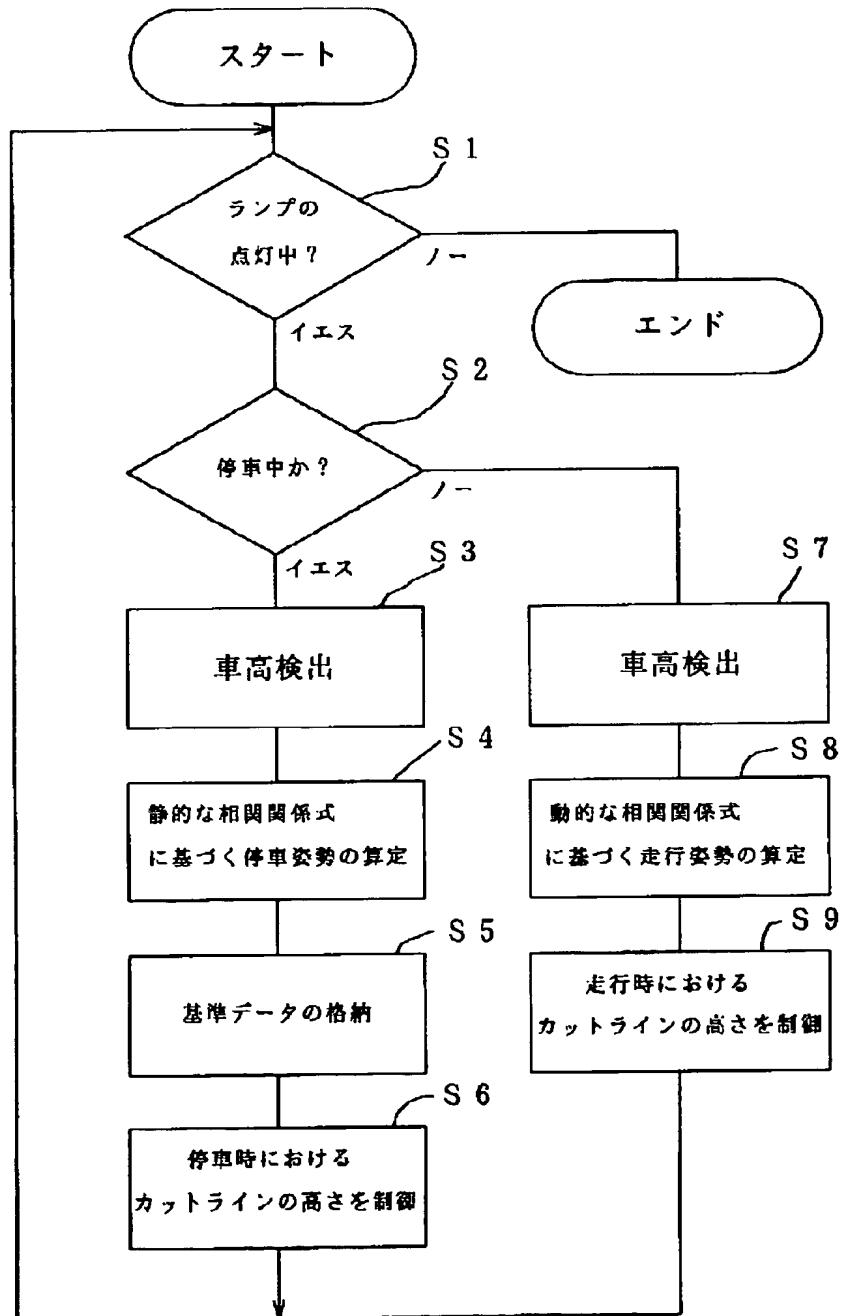 スタート
S 1
ランプの
点灯中?
ノー
エンド
イエス
S 2
停車中か?
ノー
イエス
S 3
車高検出
S 4
静的な相関関係式
に基づく停車姿勢の算定
S 5
基準データの格納
S 6
停車時における
カットラインの高さを制御
S 7
車高検出
S 8
動的な相関関係式
に基づく走行姿勢の算定
S 9
走行時における
カットラインの高さを制御